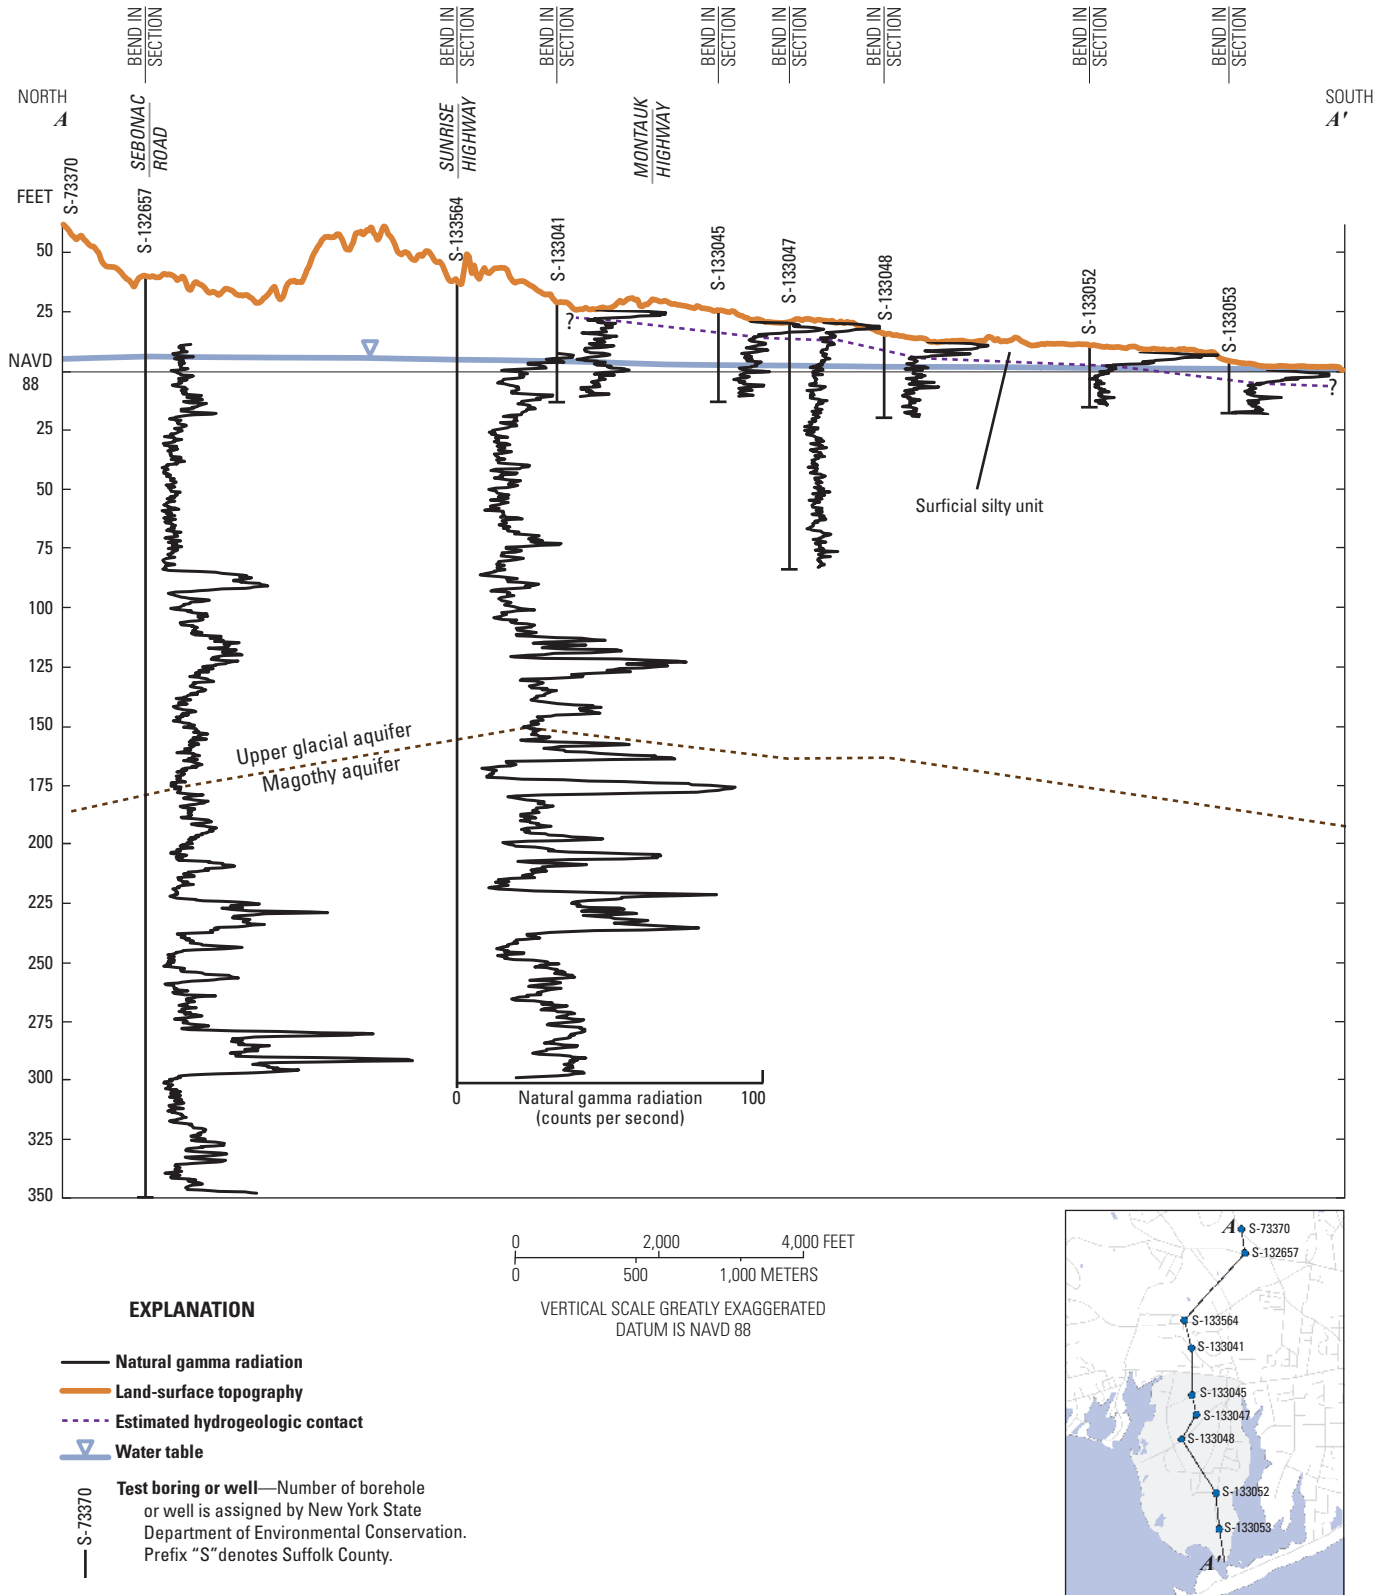 BEND IN
SECTION
BEND IN
SECTION
BEND IN
SECTION
BEND IN
SECTION
BEND IN
SECTION
BEND IN
SECTION
BEND IN
SECTION
BEND IN
SECTION
NORTH
A
SOUTH
A'
SEBONAC
ROAD
SUNRISE
HIGHWAY
MONTAUK
HIGHWAY
FEET
S-73370
S-132657
S-133564
S-133041
S-133045
S-133047
S-133048
S-133052
S-133053
50
25
NAVD
88
25
50
75
100
125
150
175
200
225
250
275
300
325
350
?
?
Surficial silty unit
Upper glacial aquifer
Magothy aquifer
0
100
Natural gamma radiation
(counts per second)
0
2,000
4,000 FEET
0
500
1,000 METERS
VERTICAL SCALE GREATLY EXAGGERATED
DATUM IS NAVD 88
EXPLANATION
Natural gamma radiation
Land-surface topography
Estimated hydrogeologic contact
Water table
S-73370
Test boring or well—Number of borehole
or well is assigned by New York State
Department of Environmental Conservation.
Prefix “S”denotes Suffolk County.
A
S-73370
S-132657
S-133564
S-133041
S-133045
S-133047
S-133048
S-133052
S-133053
A'